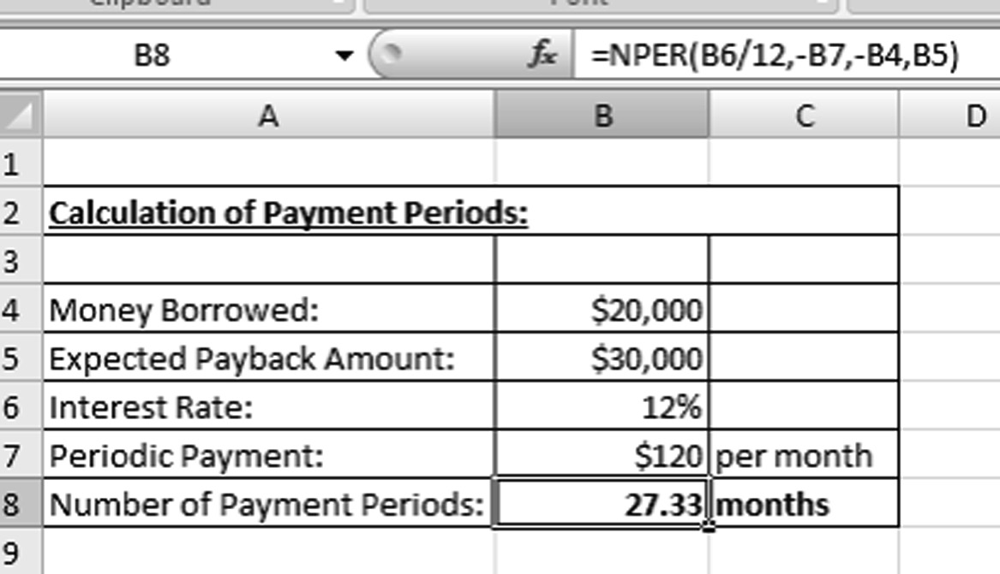 Clipboard Font
B8 fx =NPER(B6/12,-B7,-B4,B5)
A B C D
1
2 Calculation of Payment Periods:
3
4 Money Borrowed: $20,000
5 Expected Payback Amount: $30,000
6 Interest Rate: 12%
7 Periodic Payment: $120 per month
8 Number of Payment Periods: 27.33 months
9